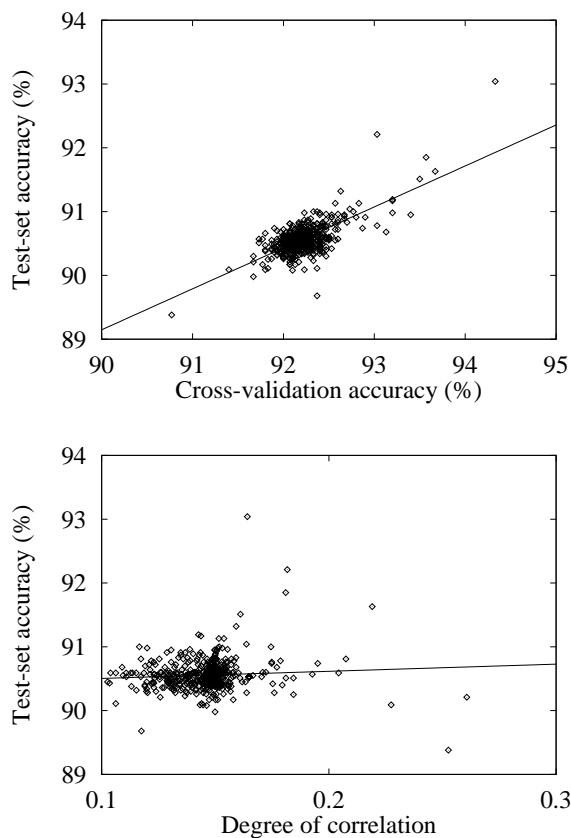 94
93
92
91
90
89
Test-set accuracy (%)
90 91 92 93 94 95
Cross-validation accuracy (%)
94
93
92
91
90
89
Test-set accuracy (%)
0.1 0.2 0.3
Degree of correlation